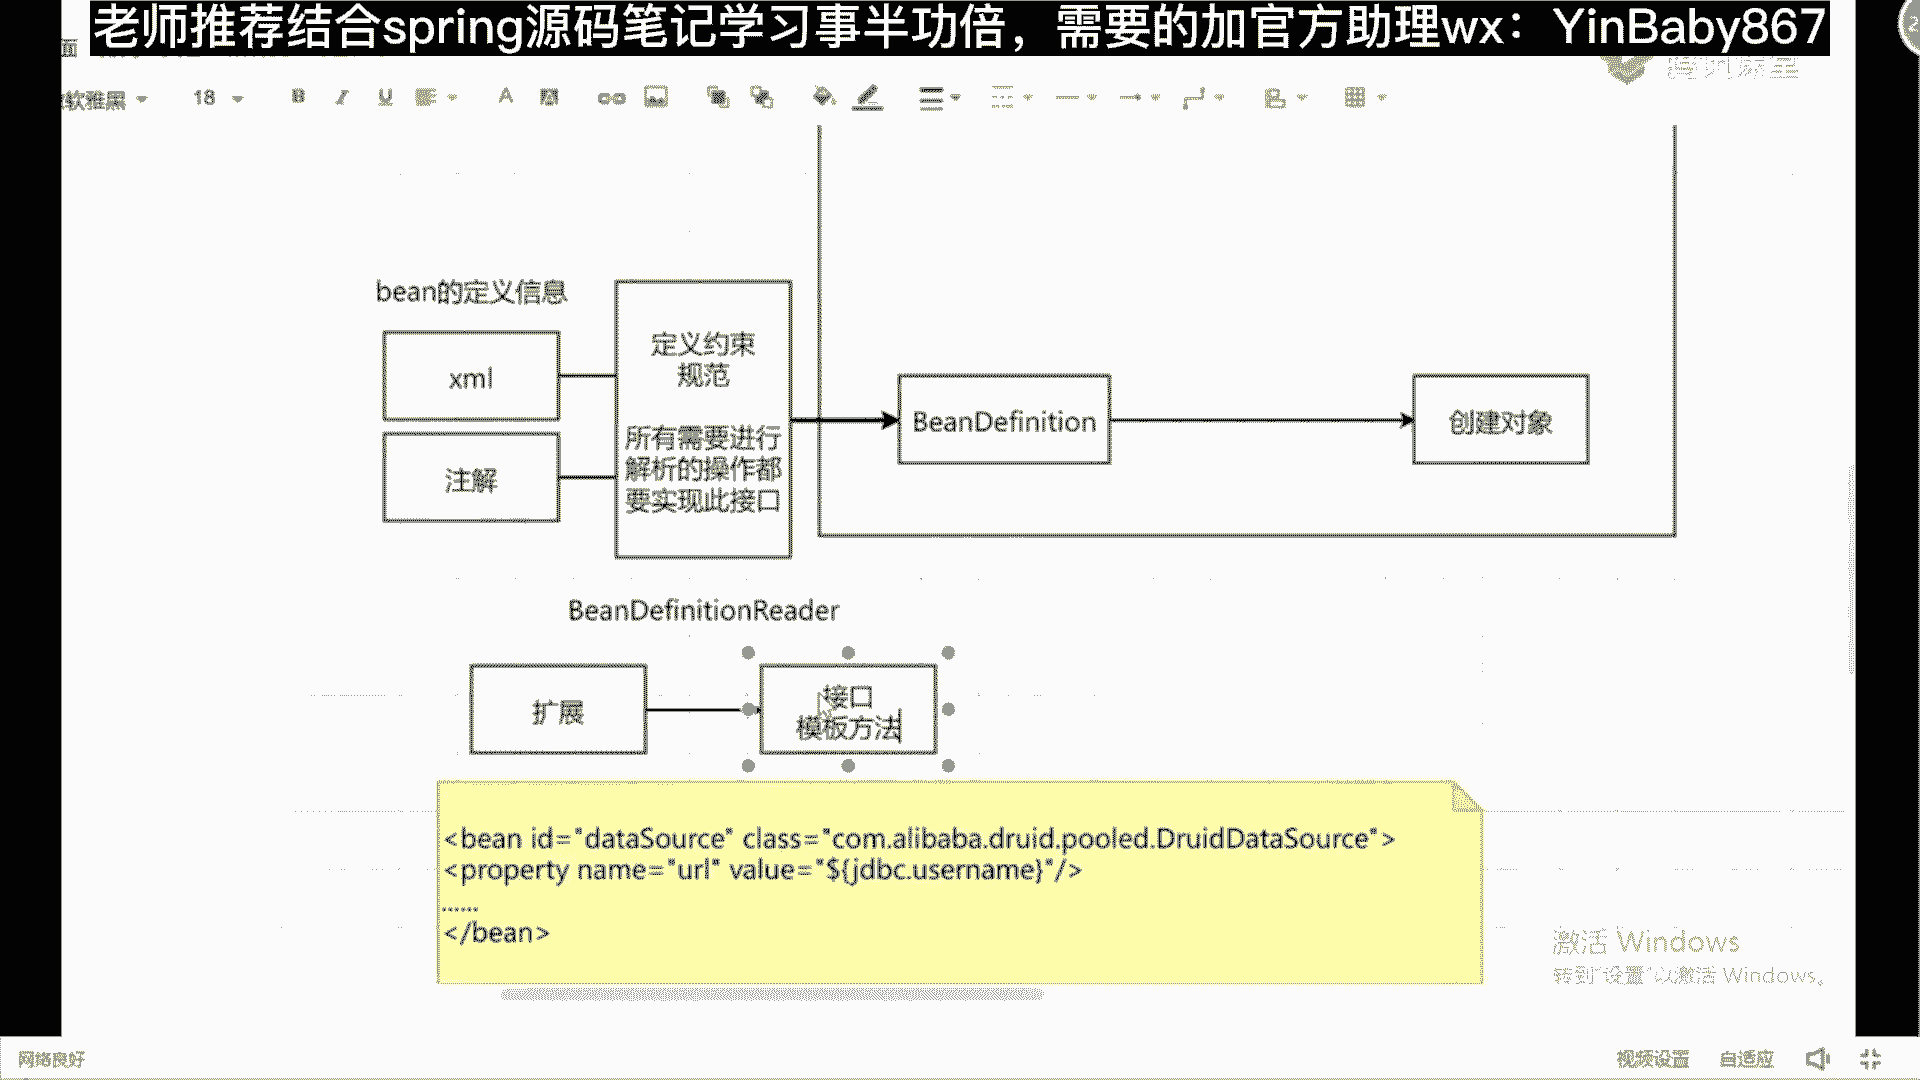 老师推荐结合spring源码笔记学习事半功倍，需要的加官方助理wx：YinBaby867
面
软雅黑
18
B I U
A
bean的定义信息
xml
注解
定义约束
规范
所有需要进行
解析的操作都
要实现此接口
BeanDefinition
创建对象
BeanDefinitionReader
扩展
接口
模板方法
<bean id="dataSource" class="com.alibaba.druid.pooled.DruidDataSource">
<property name="url" value="${jdbc.username}"/>
......
</bean>
激活 Windows
转到"设置"以激活 Windows。
网络良好
视频设置
自适应